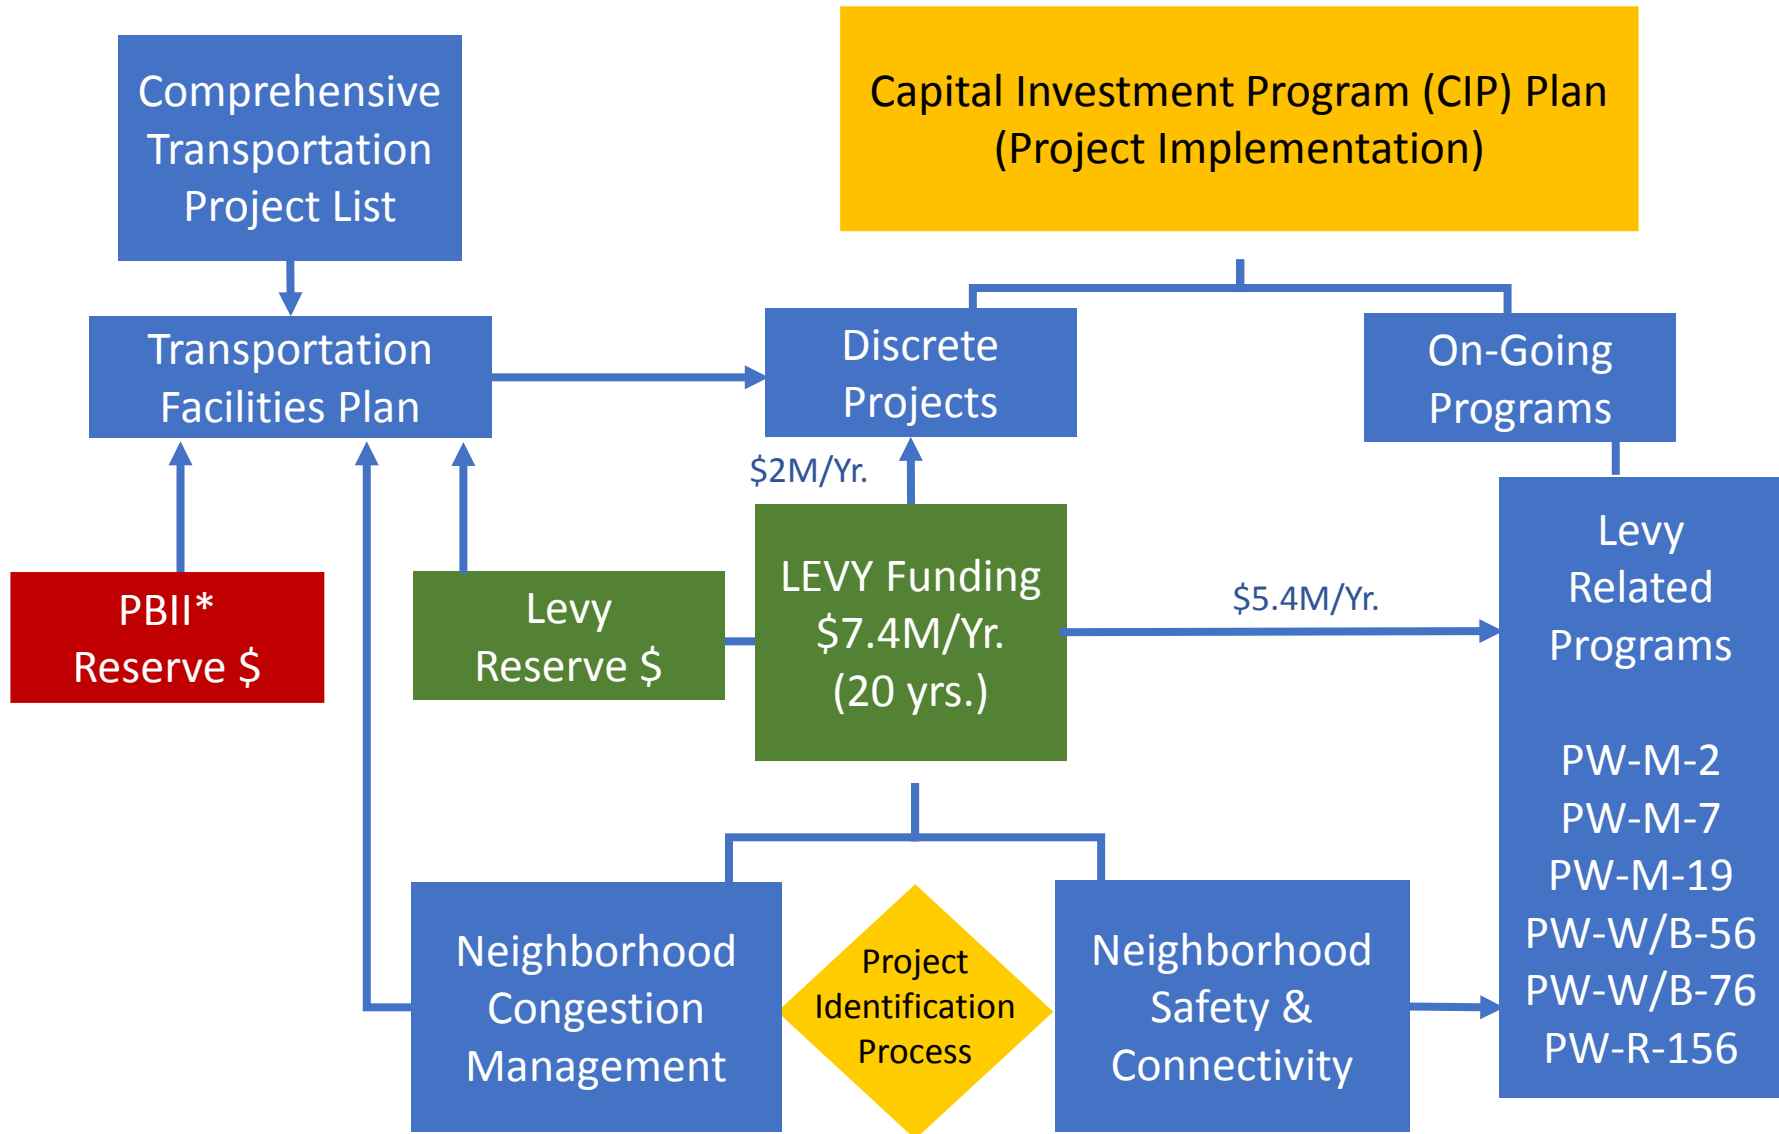 Comprehensive
Transportation
Project List
Capital Investment Program (CIP) Plan
(Project Implementation)
Transportation
Facilities Plan
Discrete
Projects
On-Going
Programs
$2M/Yr.
PBII*
Reserve $
Levy
Reserve $
LEVY Funding
$7.4M/Yr.
(20 yrs.)
$5.4M/Yr.
Levy
Related
Programs
PW-M-2
PW-M-7
PW-M-19
PW-W/B-56
PW-W/B-76
PW-R-156
Neighborhood
Congestion
Management
Project
Identification
Process
Neighborhood
Safety &
Connectivity